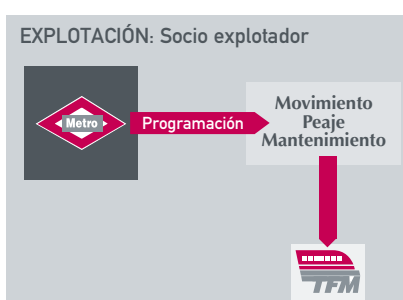 EXPLOTACIÓN: Socio explotador
Metro
Programación
Movimiento
Peaje
Mantenimiento
TFM